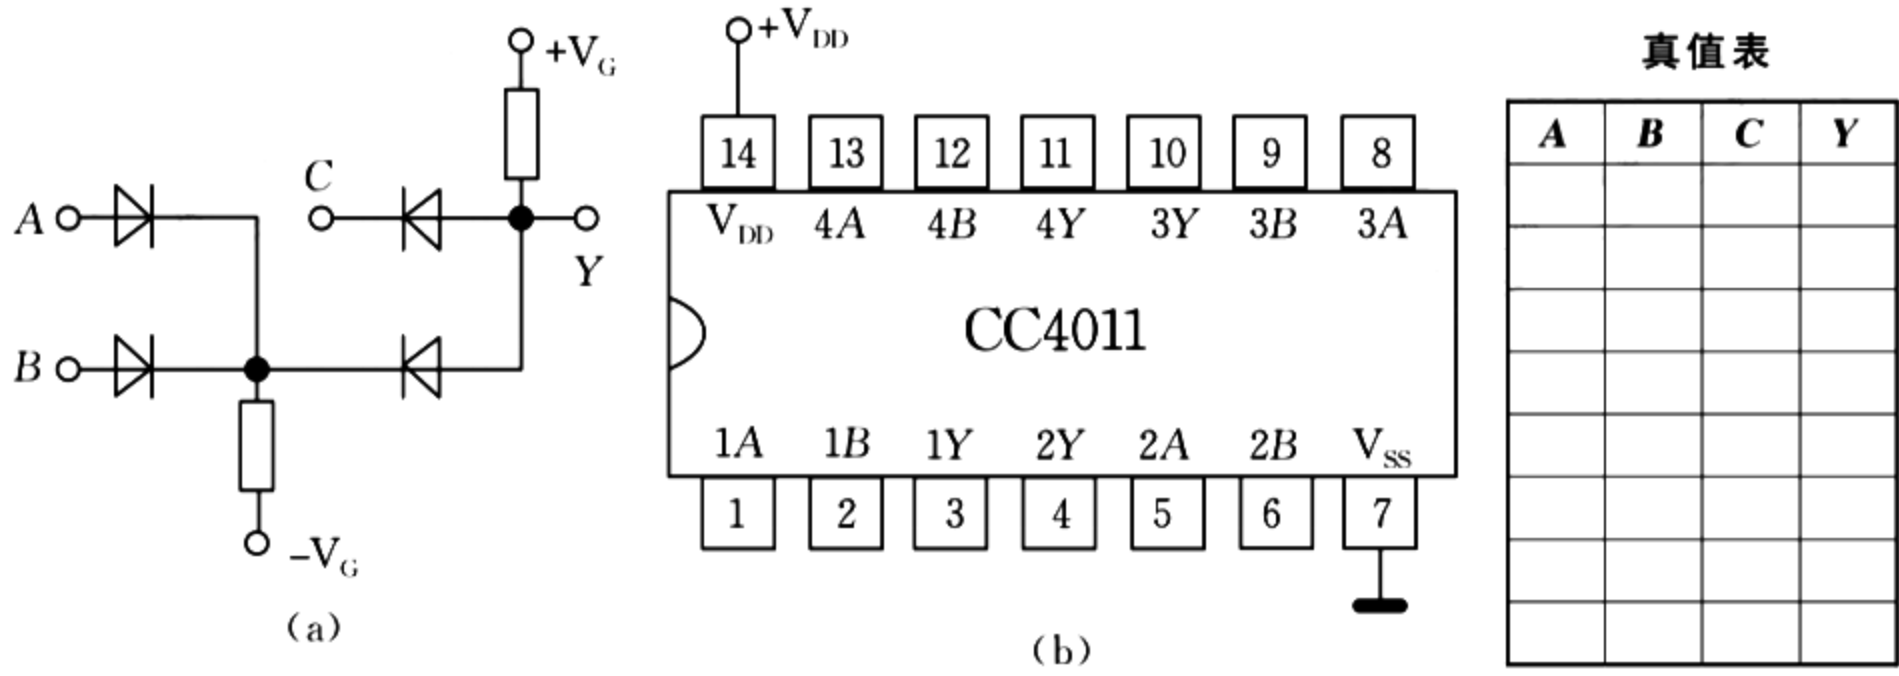 +V_G
C
A
Y
B
-V_G
(a)
+V_DD
14 13 12 11 10 9 8
V_DD 4A 4B 4Y 3Y 3B 3A
CC4011
1A 1B 1Y 2Y 2A 2B V_SS
1 2 3 4 5 6 7
(b)
真值表
A B C Y